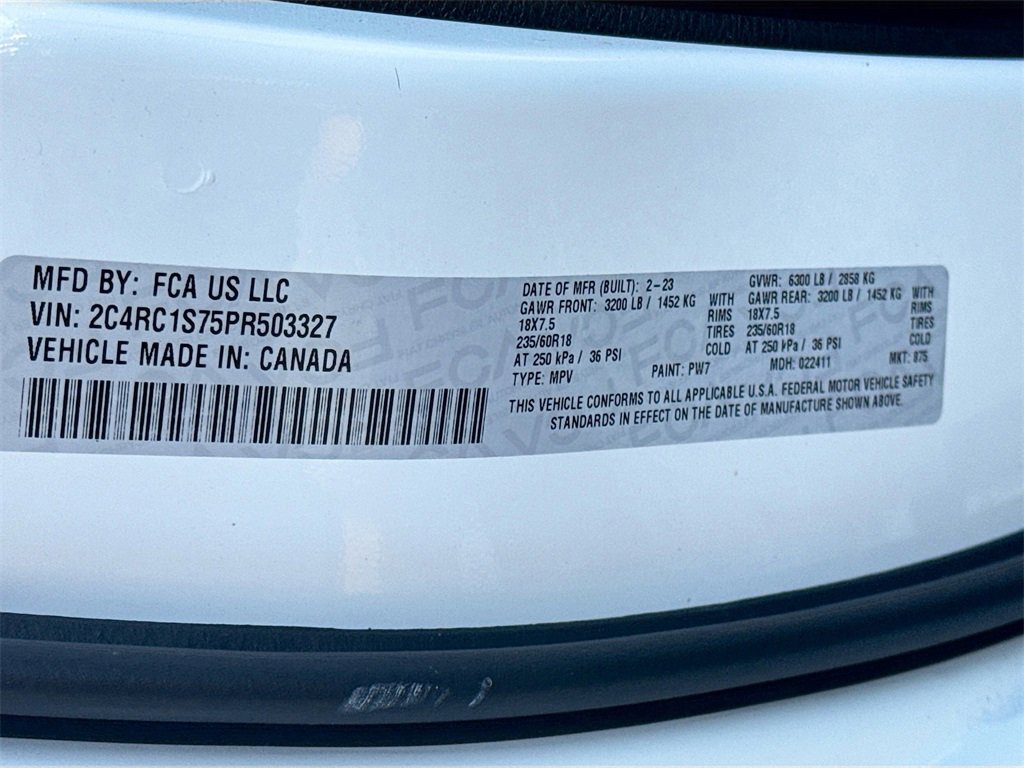 MFD BY: FCA US LLC
VIN: 2C4RC1S75PR503327
VEHICLE MADE IN: CANADA
DATE OF MFR (BUILT): 2-23 GVWR: 6300 LB / 2858 KG
GAWR FRONT: 3200 LB / 1452 KG WITH GAWR REAR: 3200 LB / 1452 KG WITH
18X7.5 RIMS 18X7.5 RIMS
235/60R18 TIRES 235/60R18 TIRES
AT 250 kPa / 36 PSI COLD AT 250 kPa / 36 PSI COLD
TYPE: MPV PAINT: PW7 MDH: 022411 MKT: 875
THIS VEHICLE CONFORMS TO ALL APPLICABLE U.S.A. FEDERAL MOTOR VEHICLE SAFETY
STANDARDS IN EFFECT ON THE DATE OF MANUFACTURE SHOWN ABOVE.